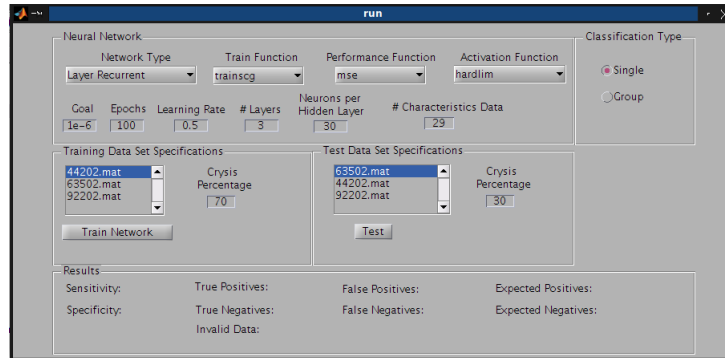 run
Neural Network
Classification Type
Network Type Train Function Performance Function Activation Function
Layer Recurrent trainscg mse hardlim
Single
Group
Goal Epochs Learning Rate # Layers Neurons per Hidden Layer # Characteristics Data
1e-6 100 0.5 3 30 29
Training Data Set Specifications
44202.mat
63502.mat
92202.mat
Crysis
Percentage
70
Train Network
Test Data Set Specifications
63502.mat
44202.mat
92202.mat
Crysis
Percentage
30
Test
Results
Sensitivity: True Positives: False Positives: Expected Positives:
Specificity: True Negatives: False Negatives: Expected Negatives:
Invalid Data: